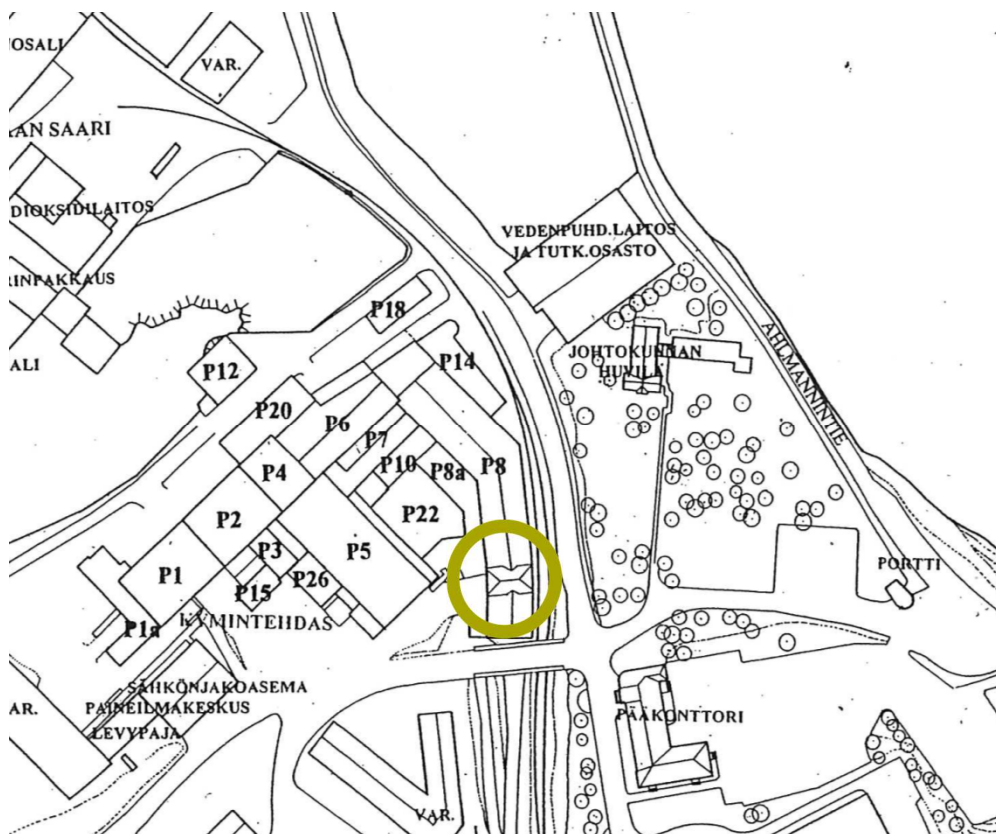 OSALI
VAR.
AN SAARI
DIOKSIDILAITOS
VEDENPUHD.LAITOS
JA TUTK.OSASTO
RINPAKKAUS
P18
AHLMANNINTIE
JOHTOKUNNAN
HUVILA
ALI
P12
P14
P20
P6
P7
P10
P8a
P8
P4
P22
P2
P3
P5
P1
P15
P26
PORTTI
P1a
KYMINTEHDAS
SÄHKÖNJAKOASEMA
PAINEILMAKESKUS
LEVYPAJA
AR.
PÄÄKONTTORI
VAR.